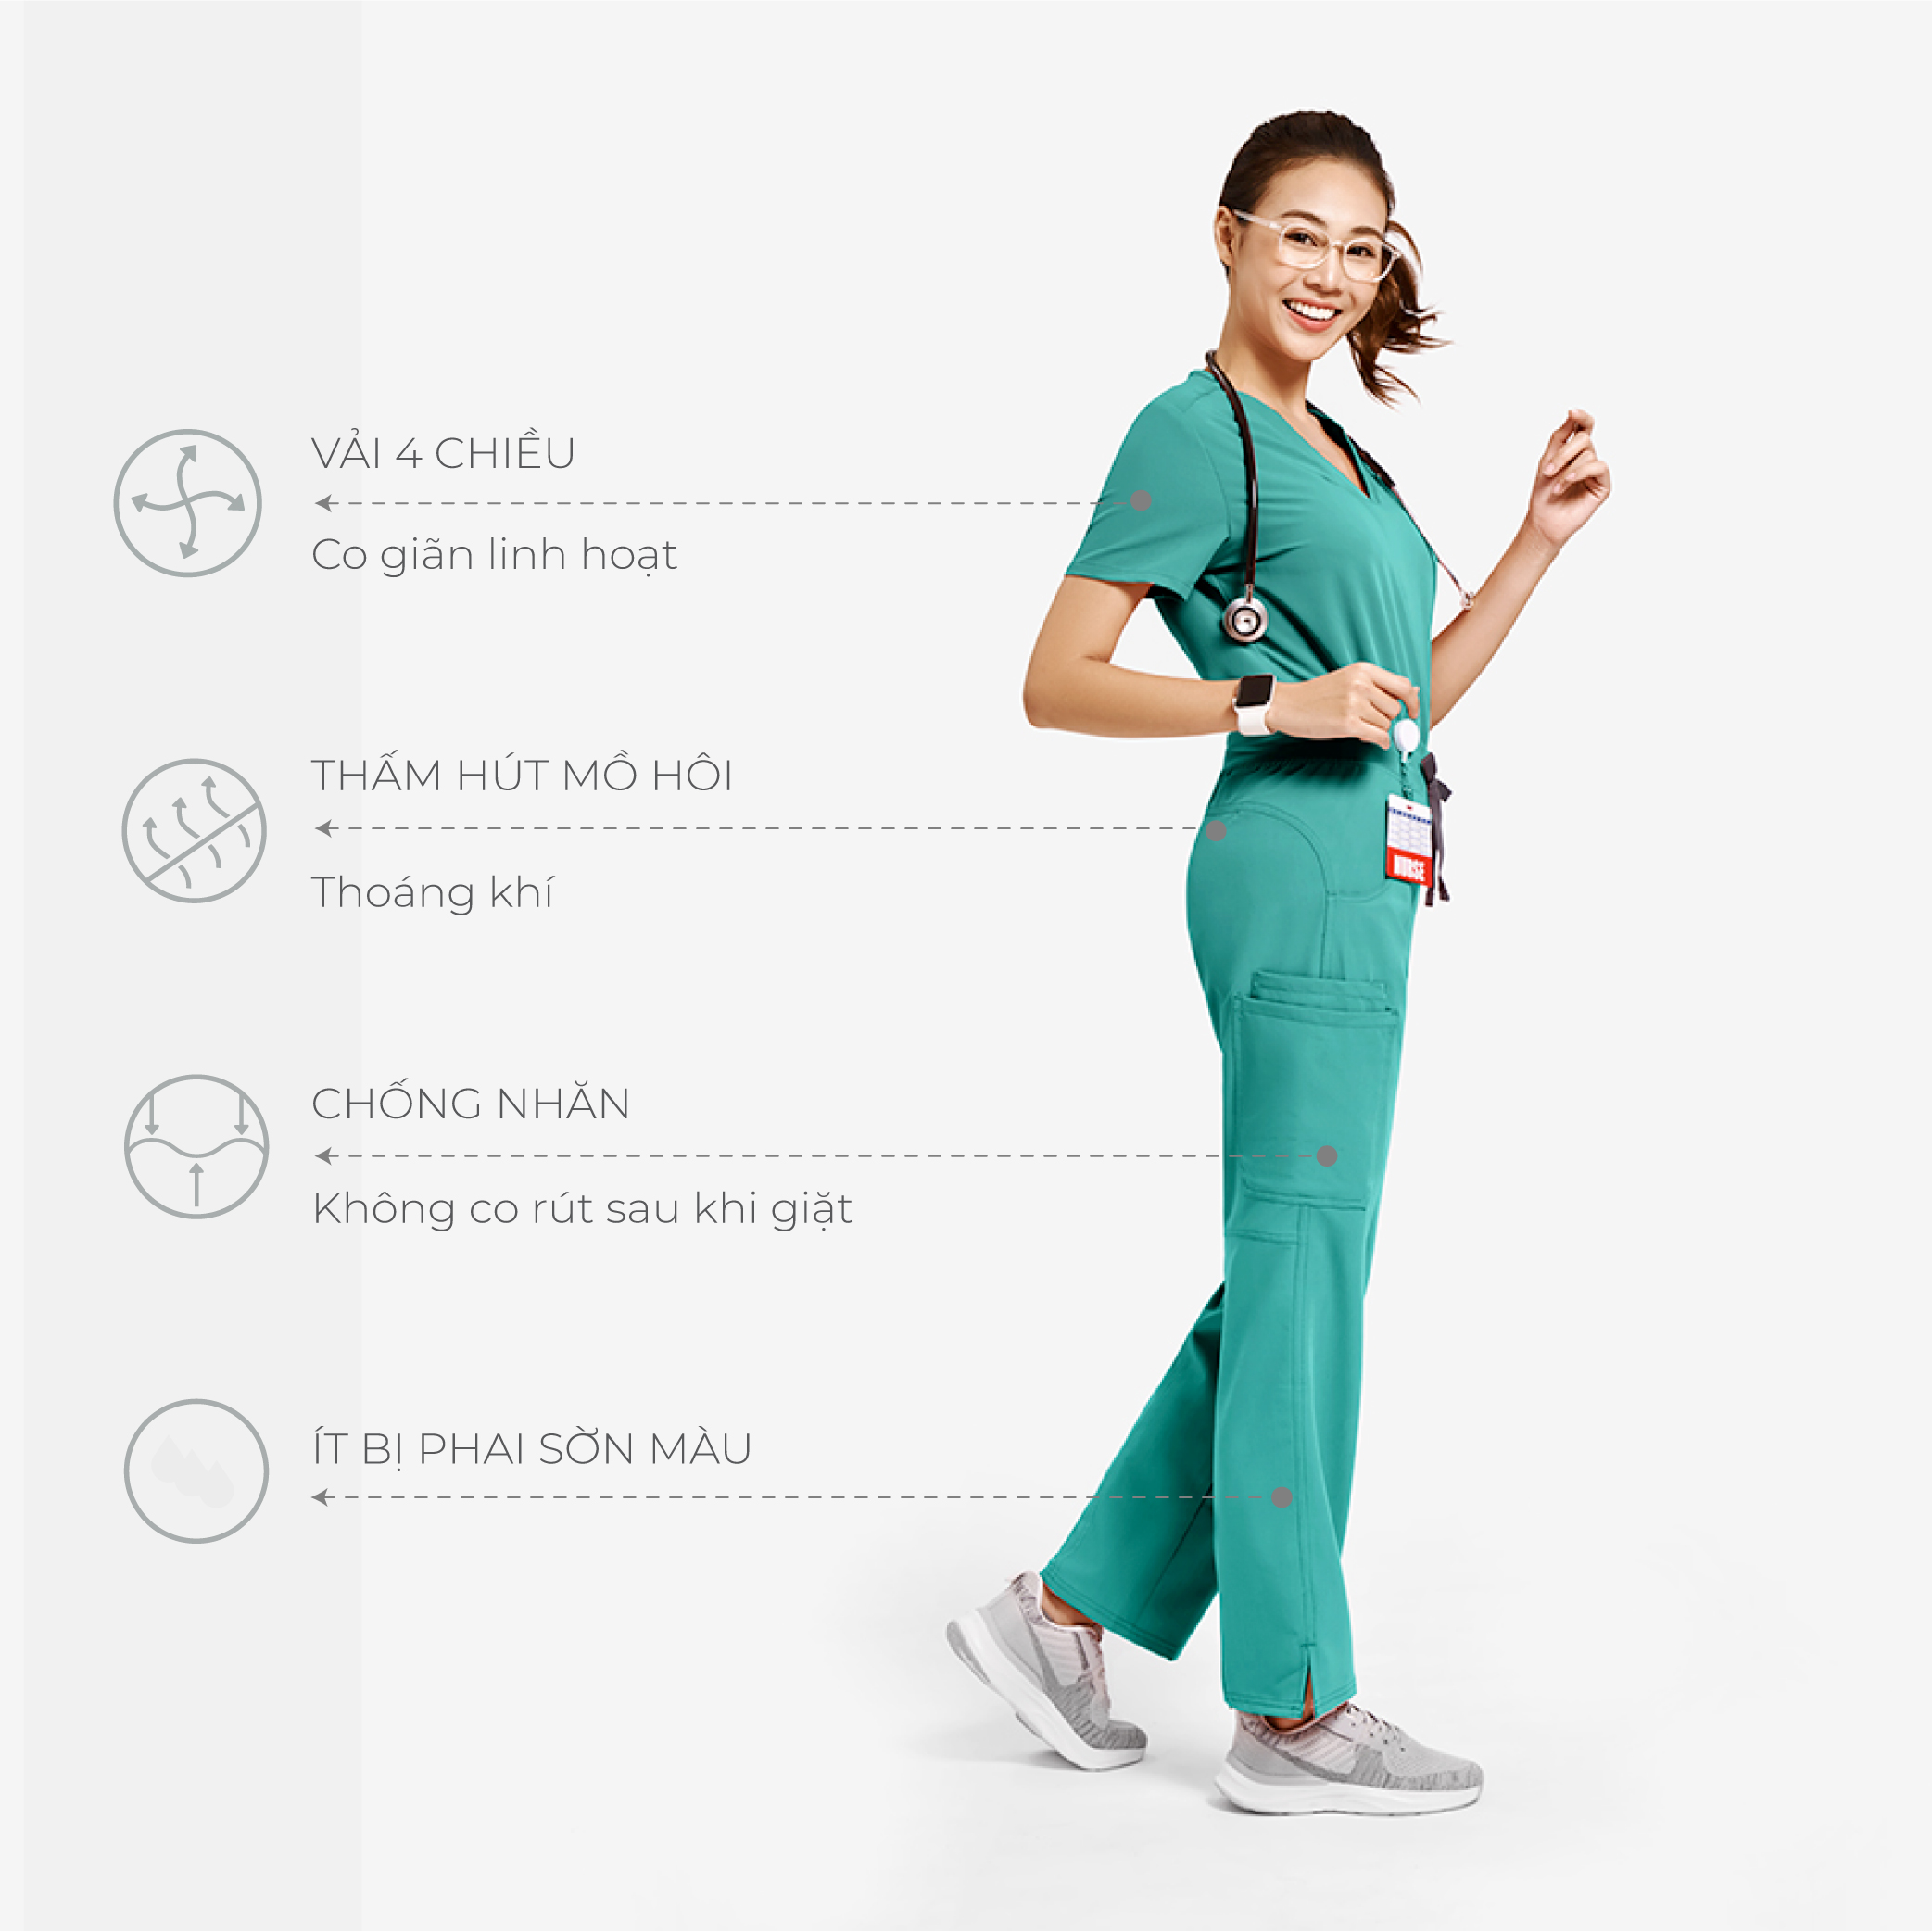 VẢI 4 CHIỀU
Co giãn linh hoạt
THẤM HÚT MỒ HÔI
Thoáng khí
NURSE
CHỐNG NHĂN
Không co rút sau khi giặt
ÍT BỊ PHAI SỜN MÀU